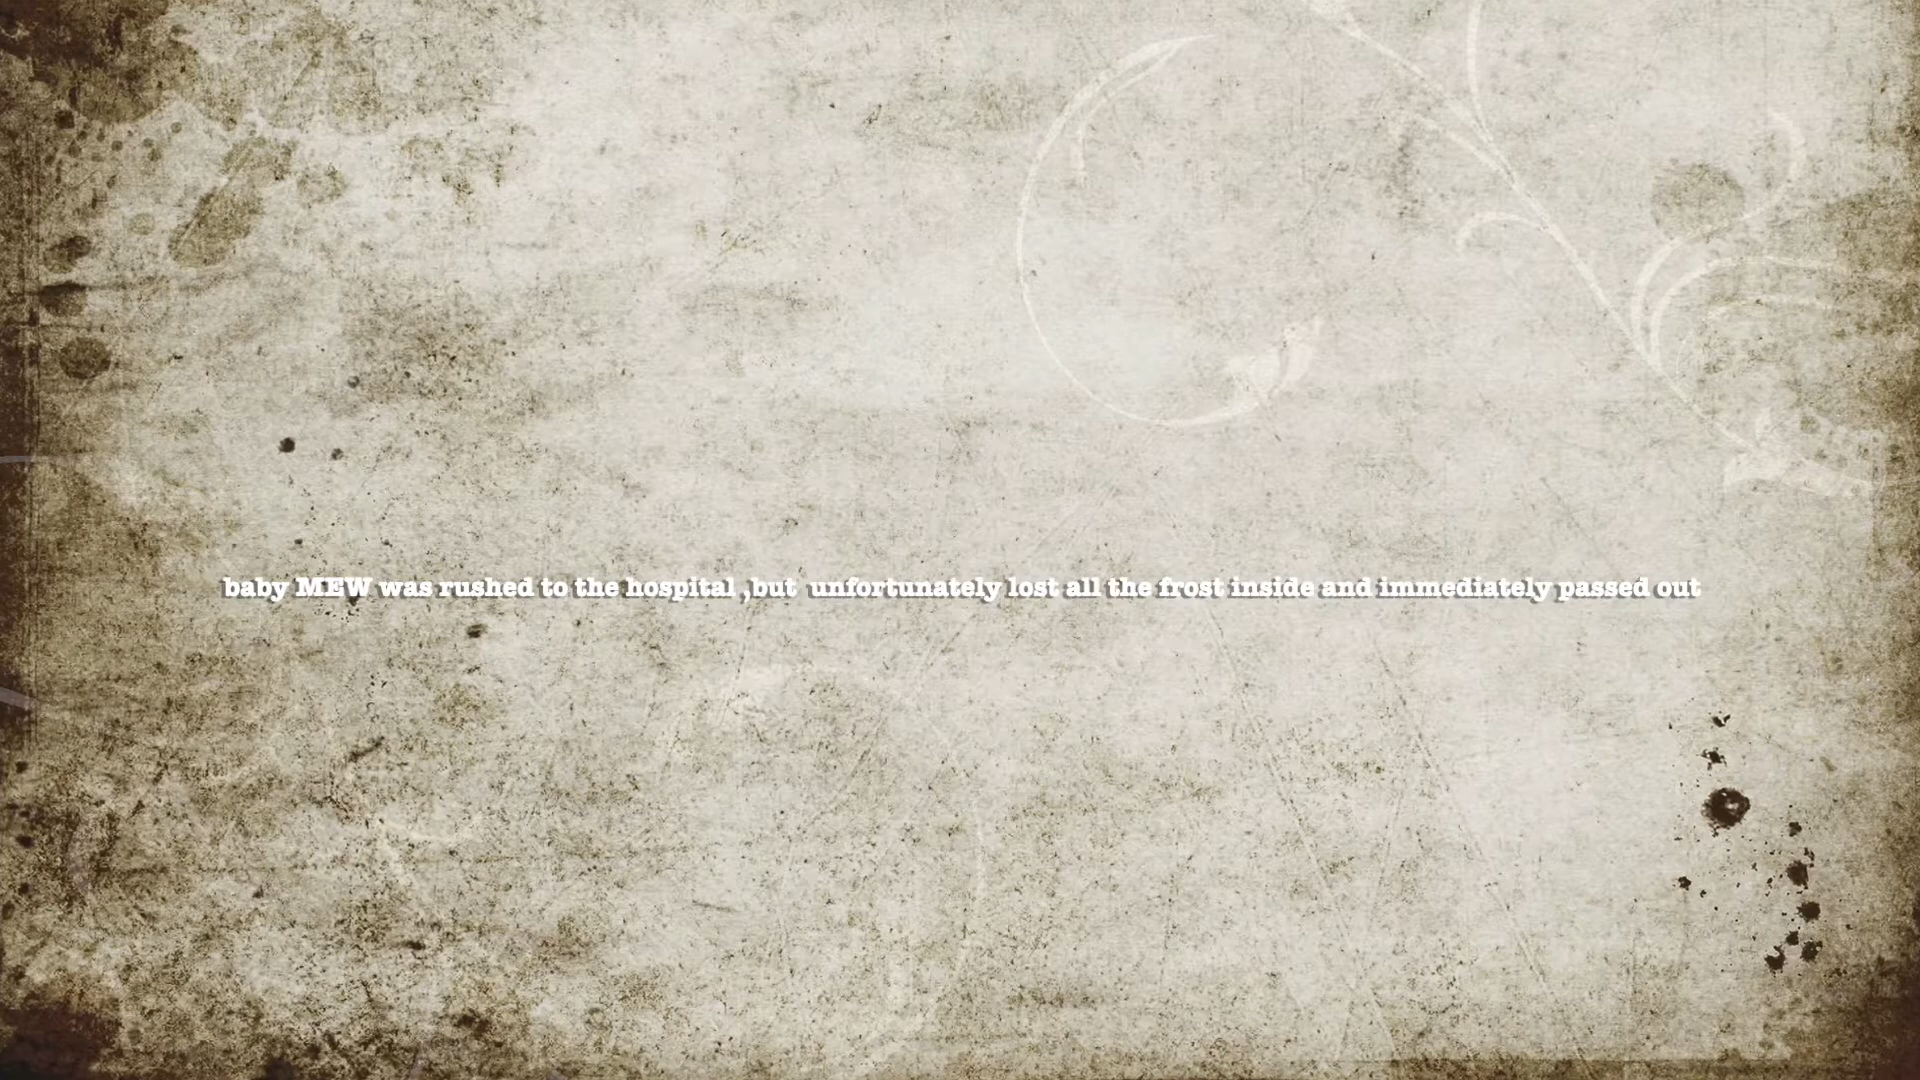 baby MEW was rushed to the hospital ,but  unfortunately lost all the frost inside and immediately passed out